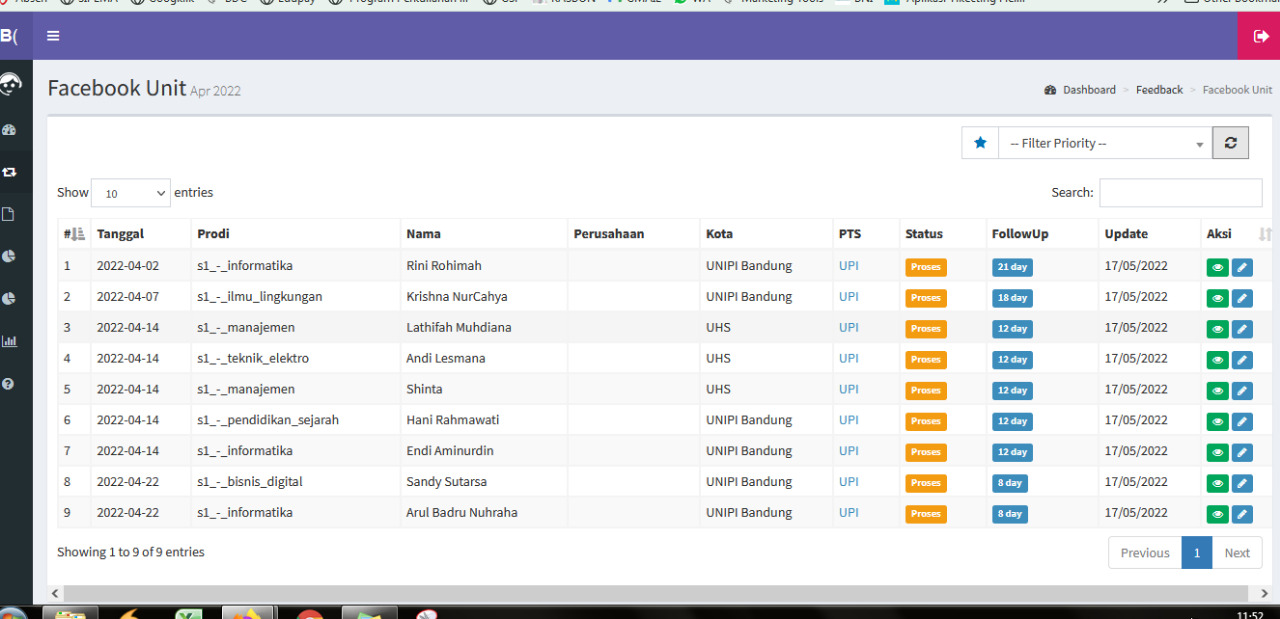 B(
Facebook Unit Apr 2022
Dashboard > Feedback > Facebook Unit
-- Filter Priority --
Show 10 entries
Search:
# Tanggal Prodi Nama Perusahaan Kota PTS Status FollowUp Update Aksi
1 2022-04-02 s1_-_informatika Rini Rohimah UNIPI Bandung UPI Proses 21 day 17/05/2022
2 2022-04-07 s1_-_ilmu_lingkungan Krishna NurCahya UNIPI Bandung UPI Proses 18 day 17/05/2022
3 2022-04-14 s1_-_manajemen Lathifah Muhdiana UHS UPI Proses 12 day 17/05/2022
4 2022-04-14 s1_-_teknik_elektro Andi Lesmana UHS UPI Proses 12 day 17/05/2022
5 2022-04-14 s1_-_manajemen Shinta UHS UPI Proses 12 day 17/05/2022
6 2022-04-14 s1_-_pendidikan_sejarah Hani Rahmawati UNIPI Bandung UPI Proses 12 day 17/05/2022
7 2022-04-14 s1_-_informatika Endi Aminurdin UNIPI Bandung UPI Proses 12 day 17/05/2022
8 2022-04-22 s1_-_bisnis_digital Sandy Sutarsa UNIPI Bandung UPI Proses 8 day 17/05/2022
9 2022-04-22 s1_-_informatika Arul Badru Nuhraha UNIPI Bandung UPI Proses 8 day 17/05/2022
Showing 1 to 9 of 9 entries
Previous 1 Next
11:52